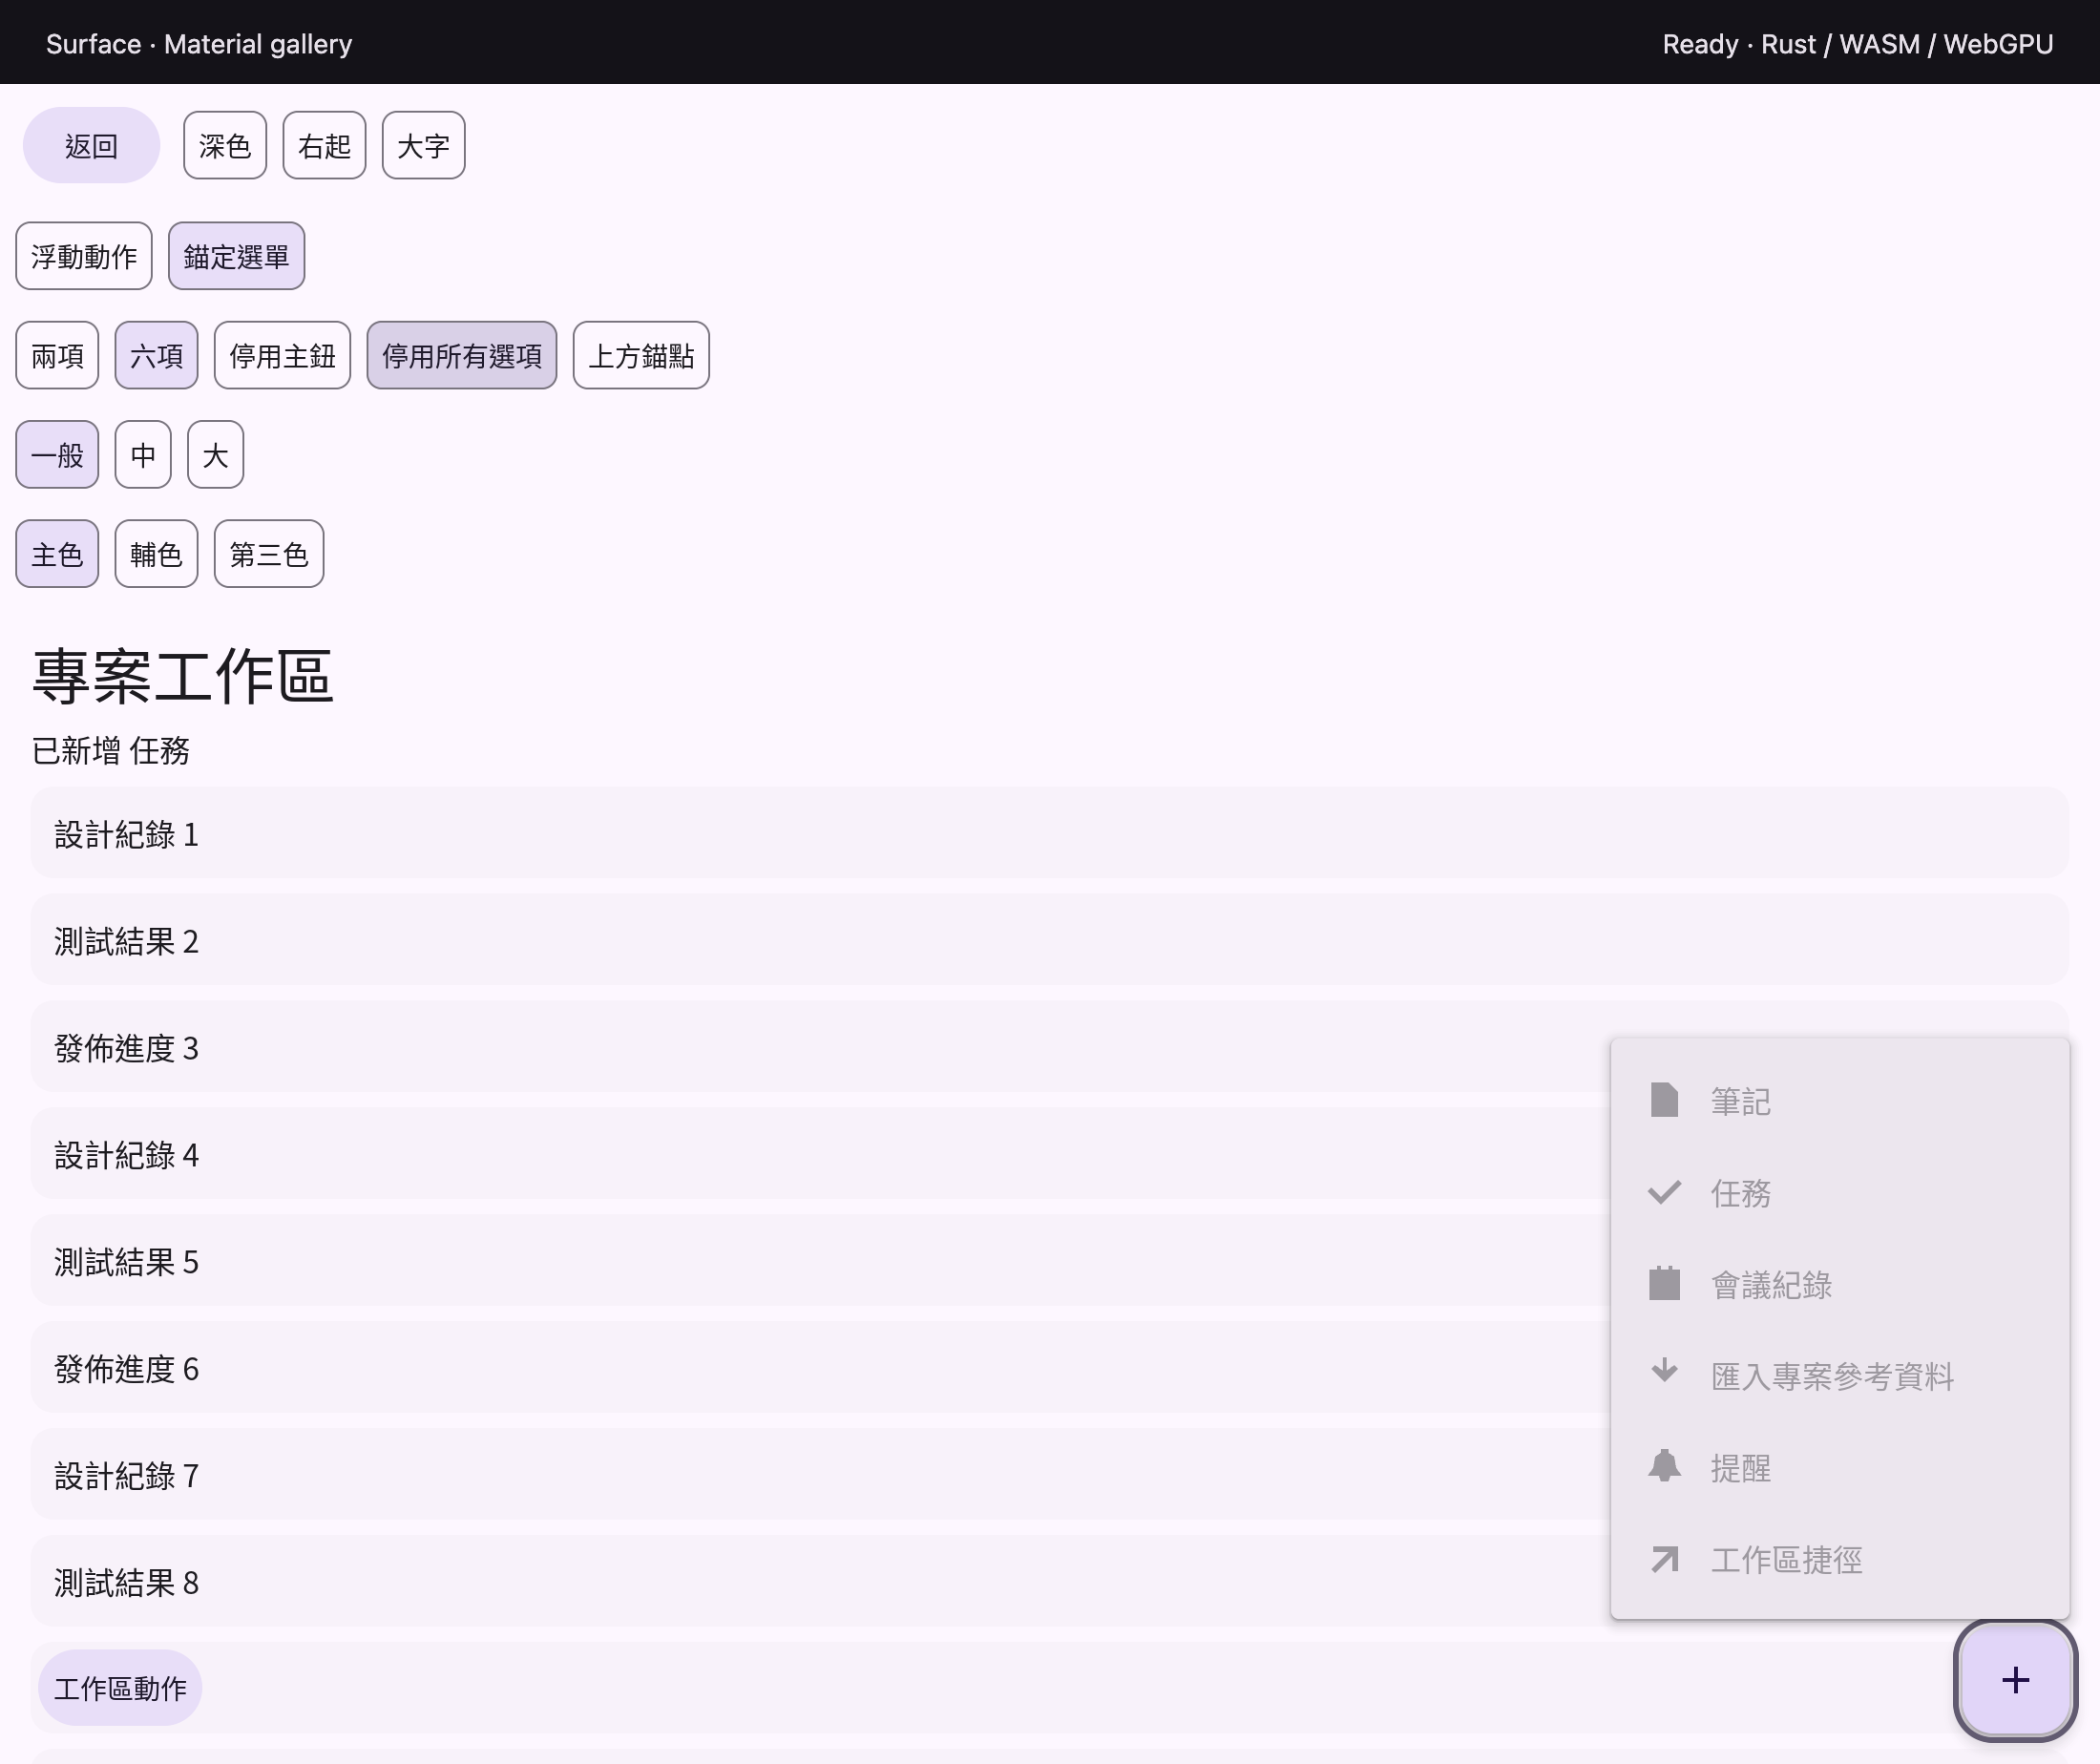 Surface · Material gallery
Ready · Rust / WASM / WebGPU
返回 深色 右起 大字
浮動動作 錨定選單
兩項 六項 停用主鈕 停用所有選項 上方錨點
一般 中 大
主色 輔色 第三色
專案工作區
已新增 任務
設計紀錄 1
測試結果 2
發佈進度 3
設計紀錄 4
測試結果 5
發佈進度 6
設計紀錄 7
測試結果 8
工作區動作
筆記
任務
會議紀錄
匯入專案參考資料
提醒
工作區捷徑